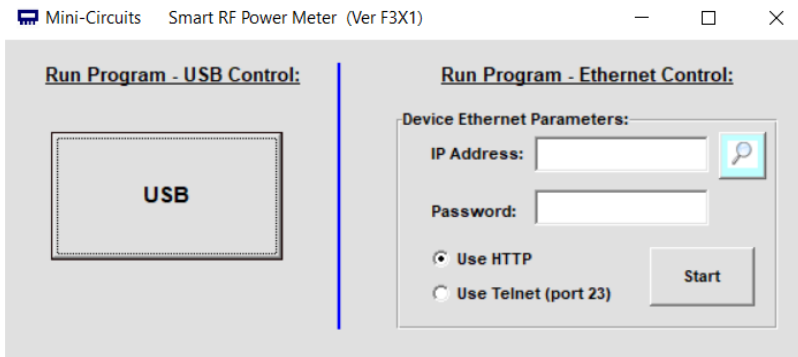 Mini-Circuits Smart RF Power Meter (Ver F3X1)
Run Program - USB Control:
USB
Run Program - Ethernet Control:
Device Ethernet Parameters:
IP Address:
Password:
Use HTTP
Use Telnet (port 23)
Start